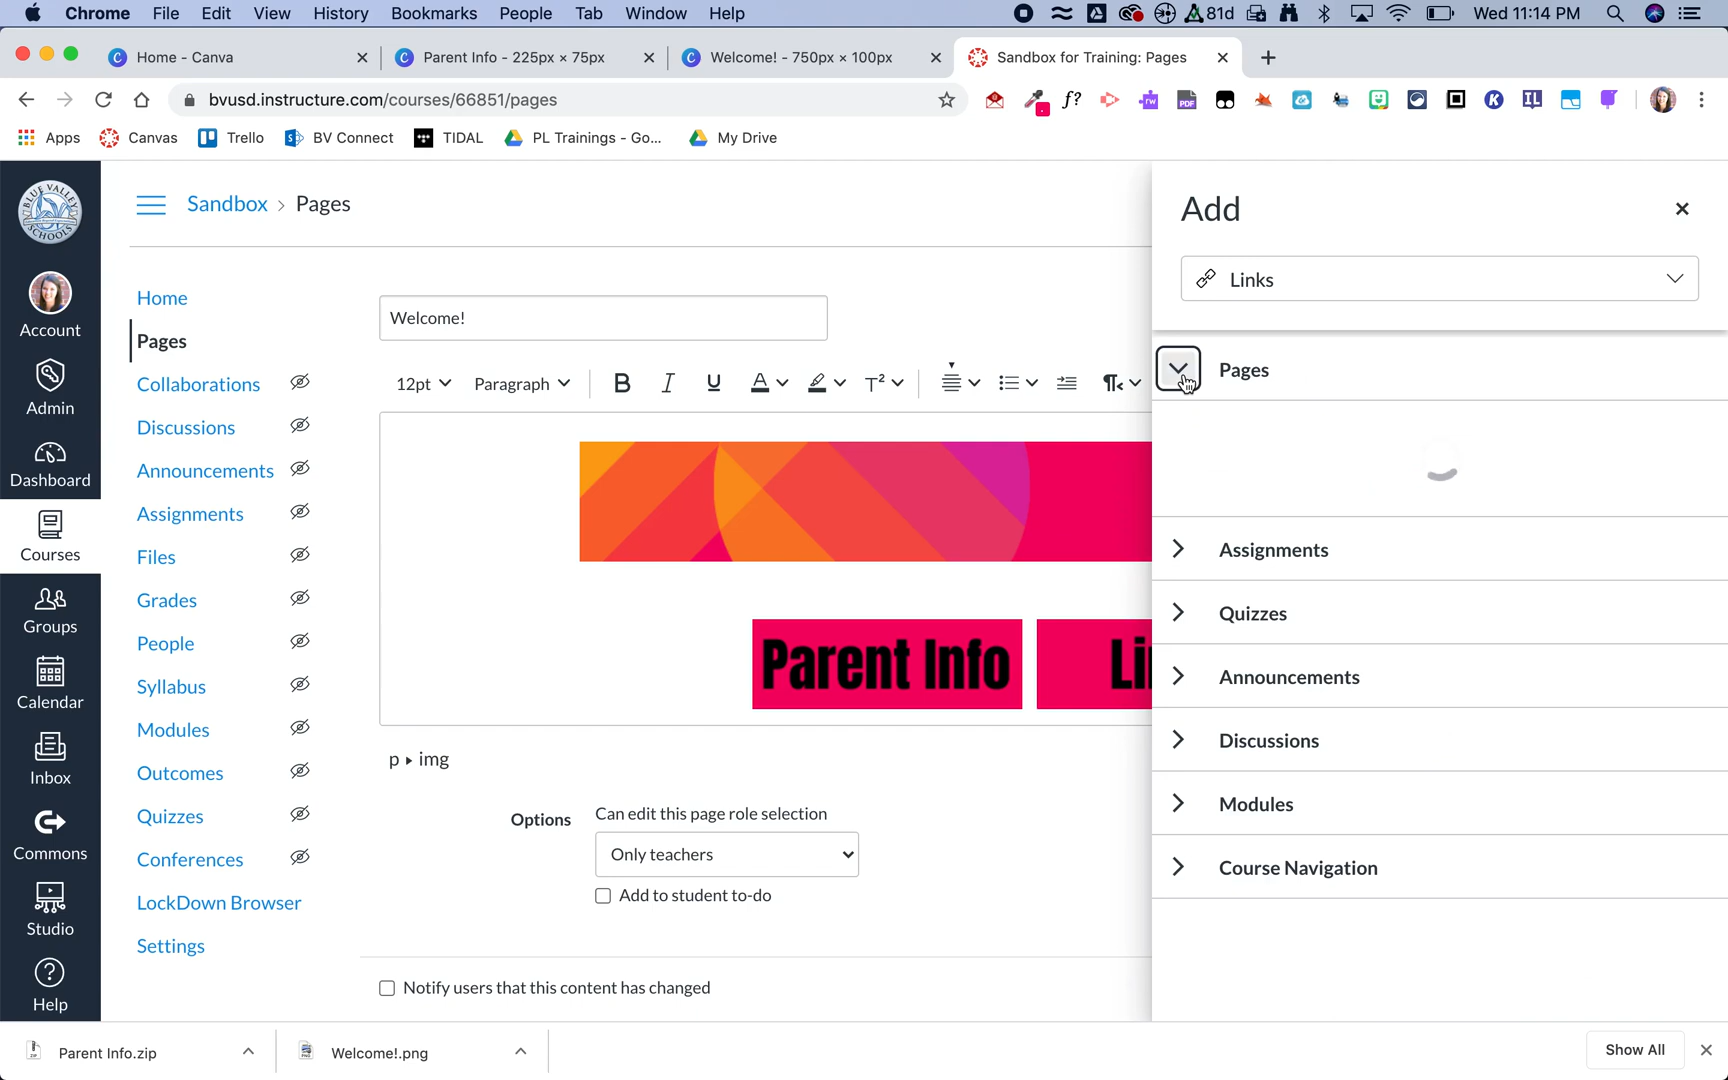 Chrome File Edit View History Bookmarks People Tab Window Help 81d Wed 11:14 PM
Home - Canva Parent Info - 225px × 75px Welcome! - 750px × 100px Sandbox for Training: Pages
bvusd.instructure.com/courses/66851/pages
Apps Canvas Trello BV Connect TIDAL PL Trainings - Go... My Drive
Account
Admin
Dashboard
Courses
Groups
Calendar
Inbox
Commons
Studio
Help
Sandbox > Pages
Home
Pages
Collaborations
Discussions
Announcements
Assignments
Files
Grades
People
Syllabus
Modules
Outcomes
Quizzes
Conferences
LockDown Browser
Settings
Welcome!
12pt Paragraph B I U A T²
Parent Info Li
p ▸ img
Options Can edit this page role selection
Only teachers
Add to student to-do
Notify users that this content has changed
Add
Links
Pages
Assignments
Quizzes
Announcements
Discussions
Modules
Course Navigation
Parent Info.zip Welcome!.png Show All